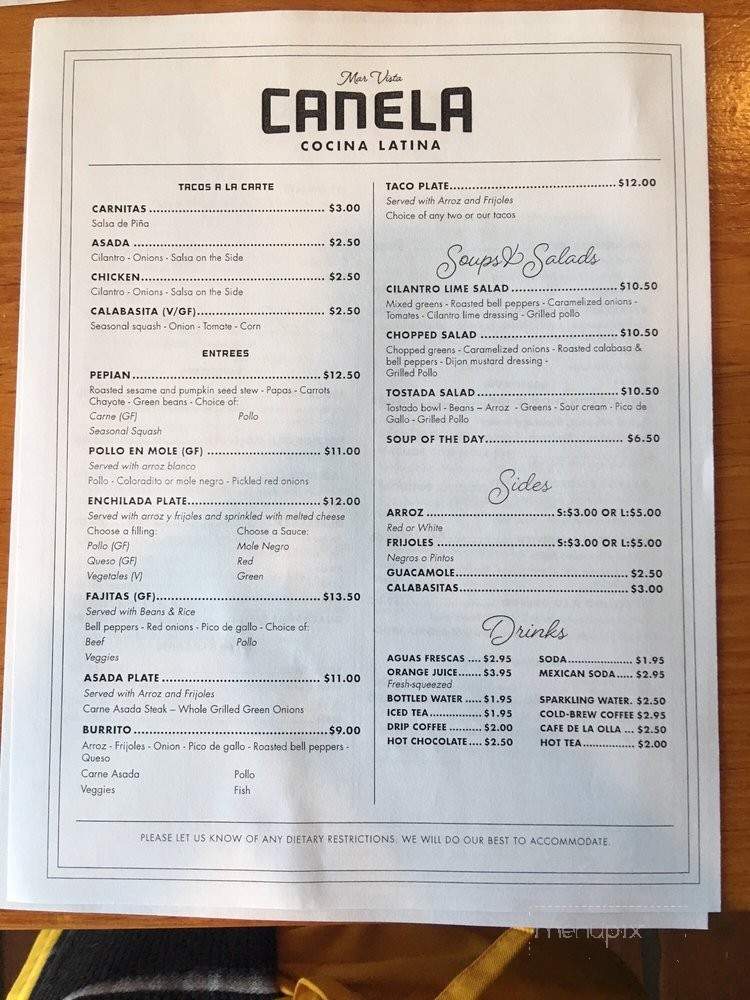 Mar Vista
CANELA
COCINA LATINA
TACOS A LA CARTE
CARNITAS $3.00
Salsa de Piña
ASADA $2.50
Cilantro - Onions - Salsa on the Side
CHICKEN $2.50
Cilantro - Onions - Salsa on the Side
CALABASITA (V/GF) $2.50
Seasonal squash - Onion - Tomate - Corn
ENTREES
PEPIAN $12.50
Roasted sesame and pumpkin seed stew - Papas - Carrots
Chayote - Green beans - Choice of:
Carne (GF) Pollo
Seasonal Squash
POLLO EN MOLE (GF) $11.00
Served with arroz blanco
Pollo - Coloradito or mole negro - Pickled red onions
ENCHILADA PLATE $12.00
Served with arroz y frijoles and sprinkled with melted cheese
Choose a filling: Choose a Sauce:
Pollo (GF) Mole Negro
Queso (GF) Red
Vegetales (V) Green
FAJITAS (GF) $13.50
Served with Beans & Rice
Bell peppers - Red onions - Pico de gallo - Choice of:
Beef Pollo
Veggies
ASADA PLATE $11.00
Served with Arroz and Frijoles
Carne Asada Steak – Whole Grilled Green Onions
BURRITO $9.00
Arroz - Frijoles - Onion - Pico de gallo - Roasted bell peppers -
Queso
Carne Asada Pollo
Veggies Fish
TACO PLATE $12.00
Served with Arroz and Frijoles
Choice of any two or our tacos
Soups & Salads
CILANTRO LIME SALAD $10.50
Mixed greens - Roasted bell peppers - Caramelized onions -
Tomates - Cilantro lime dressing - Grilled pollo
CHOPPED SALAD $10.50
Chopped greens - Caramelized onions - Roasted calabasa &
bell peppers - Dijon mustard dressing -
Grilled Pollo
TOSTADA SALAD $10.50
Tostado bowl - Beans – Arroz - Greens - Sour cream - Pico de
Gallo - Grilled Pollo
SOUP OF THE DAY $6.50
Sides
ARROZ S:$3.00 OR L:$5.00
Red or White
FRIJOLES S:$3.00 OR L:$5.00
Negros o Pintos
GUACAMOLE $2.50
CALABASITAS $3.00
Drinks
AGUAS FRESCAS .... $2.95 SODA $1.95
ORANGE JUICE $3.95 MEXICAN SODA $2.95
Fresh-squeezed
BOTTLED WATER $1.95 SPARKLING WATER. $2.50
ICED TEA $1.95 COLD-BREW COFFEE $2.95
DRIP COFFEE $2.00 CAFE DE LA OLLA ... $2.50
HOT CHOCOLATE .... $2.50 HOT TEA $2.00
PLEASE LET US KNOW OF ANY DIETARY RESTRICTIONS. WE WILL DO OUR BEST TO ACCOMMODATE.
menupix